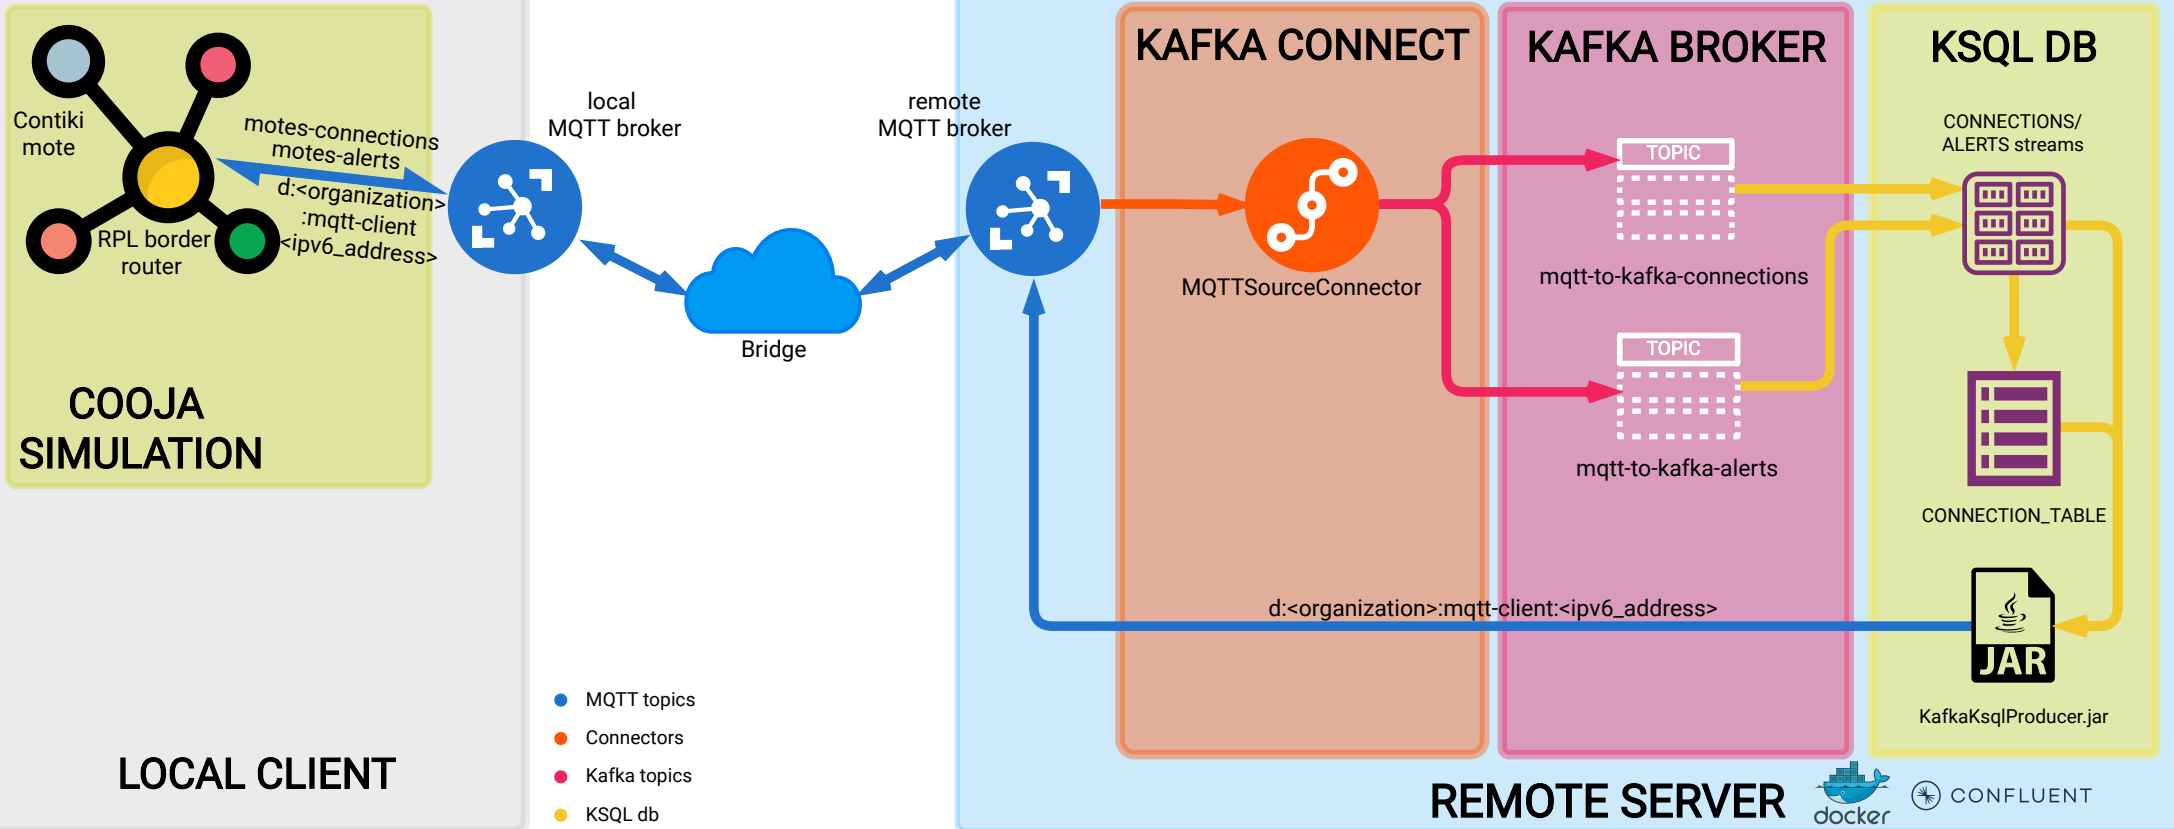 Contiki
mote
RPL border
router
motes-connections
motes-alerts
d:<organization>
:mqtt-client
<ipv6_address>
COOJA
SIMULATION
LOCAL CLIENT
local
MQTT broker
Bridge
remote
MQTT broker
MQTT topics
Connectors
Kafka topics
KSQL db
KAFKA CONNECT
MQTTSourceConnector
KAFKA BROKER
TOPIC
mqtt-to-kafka-connections
TOPIC
mqtt-to-kafka-alerts
d:<organization>:mqtt-client:<ipv6_address>
KSQL DB
CONNECTIONS/
ALERTS streams
CONNECTION_TABLE
JAR
KafkaKsqlProducer.jar
REMOTE SERVER
docker
CONFLUENT